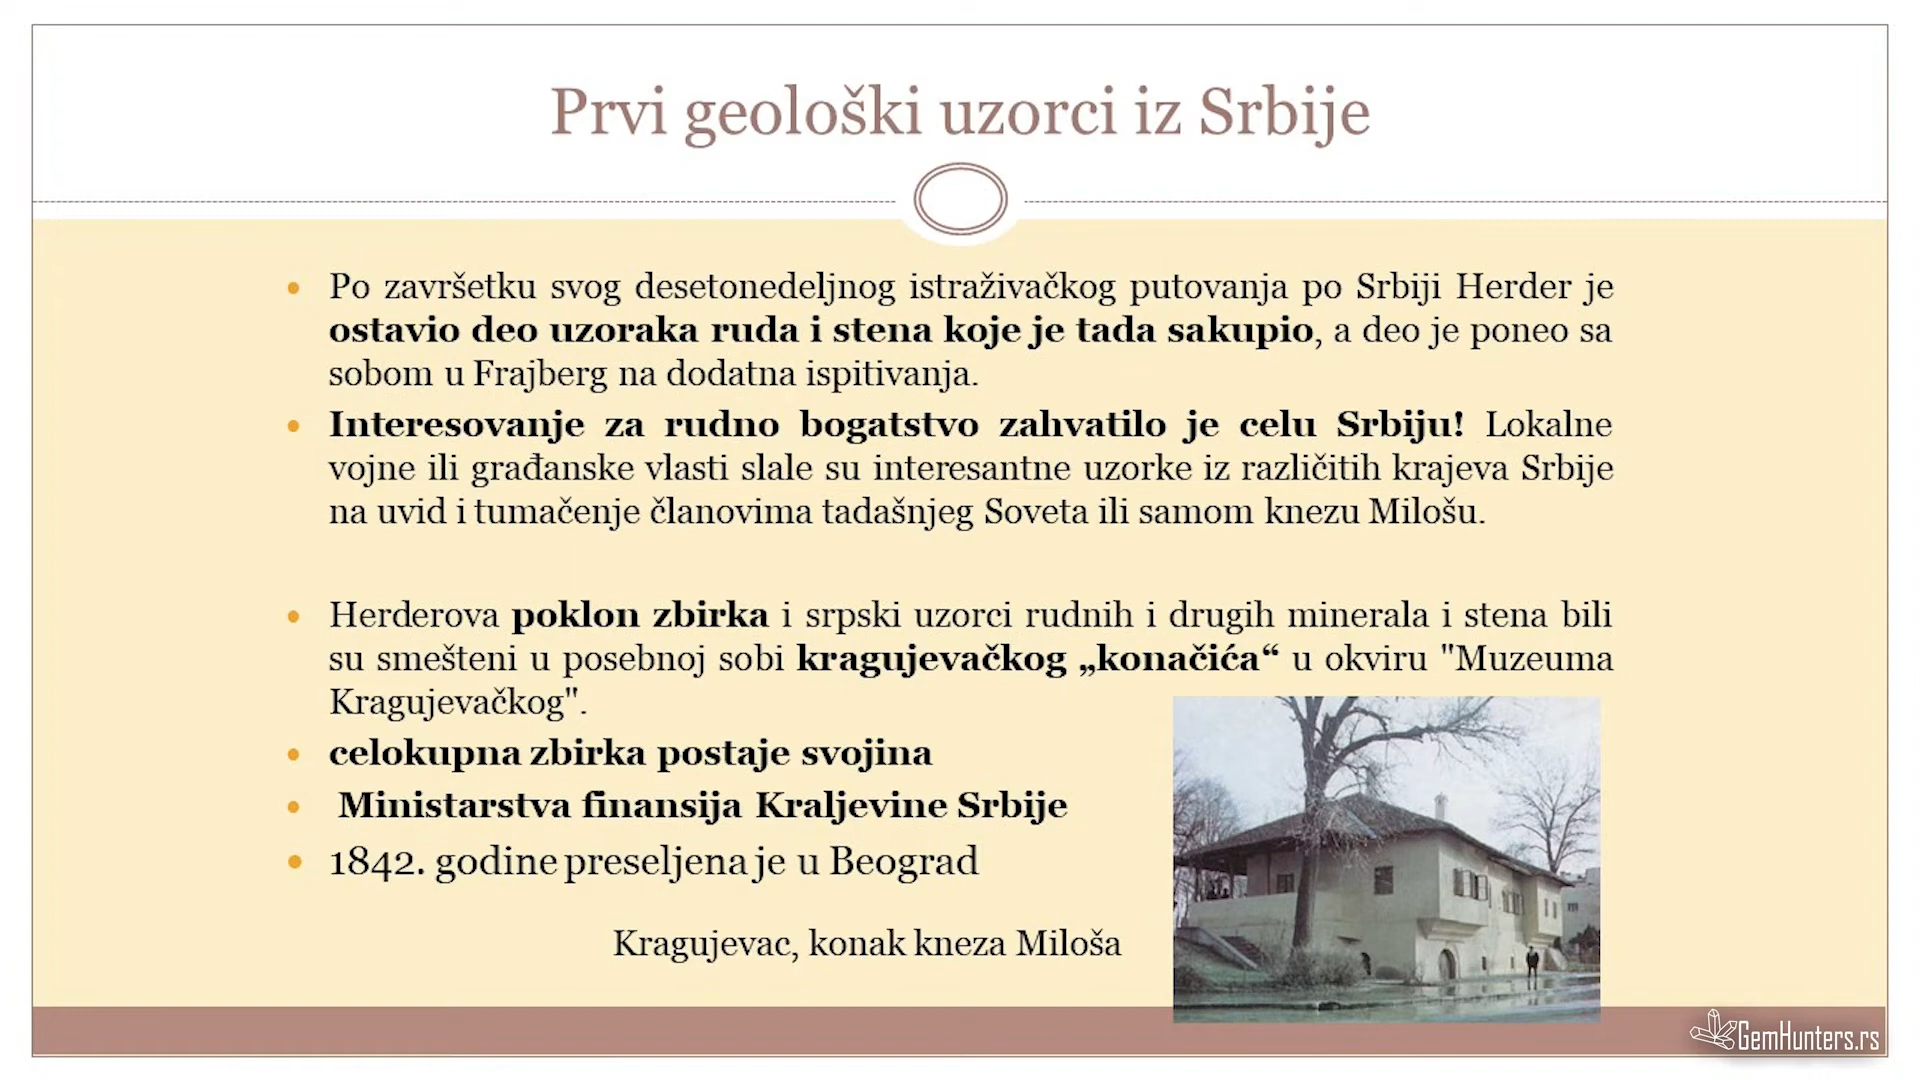 Prvi geološki uzorci iz Srbije
• Po završetku svog desetonedeljnog istraživačkog putovanja po Srbiji Herder je
ostavio deo uzoraka ruda i stena koje je tada sakupio, a deo je poneo sa
sobom u Frajberg na dodatna ispitivanja.
• Interesovanje za rudno bogatstvo zahvatilo je celu Srbiju! Lokalne
vojne ili građanske vlasti slale su interesantne uzorke iz različitih krajeva Srbije
na uvid i tumačenje članovima tadašnjeg Soveta ili samom knezu Milošu.
• Herderova poklon zbirka i srpski uzorci rudnih i drugih minerala i stena bili
su smešteni u posebnoj sobi kragujevačkog „konačića“ u okviru "Muzeuma
Kragujevačkog".
• celokupna zbirka postaje svojina
• Ministarstva finansija Kraljevine Srbije
• 1842. godine preseljena je u Beograd
Kragujevac, konak kneza Miloša
GemHunters.rs